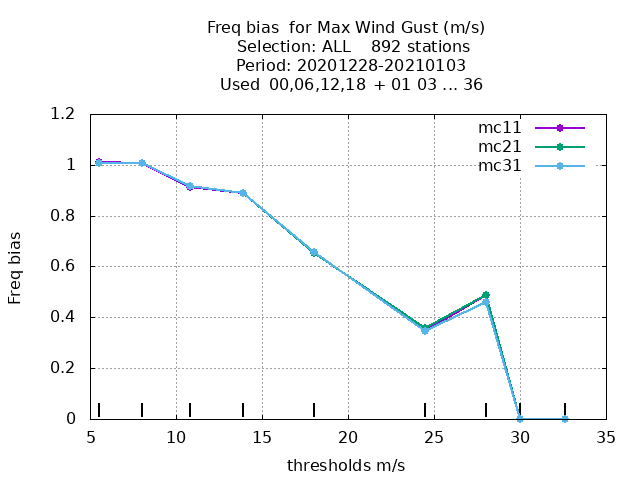 Freq bias  for Max Wind Gust (m/s)
Selection: ALL    892 stations
Period: 20201228-20210103
Used  00,06,12,18  + 01 03 ... 36
mc11
mc21
mc31
1.2
1
0.8
0.6
0.4
0.2
0
Freq bias
5 10 15 20 25 30 35
thresholds m/s